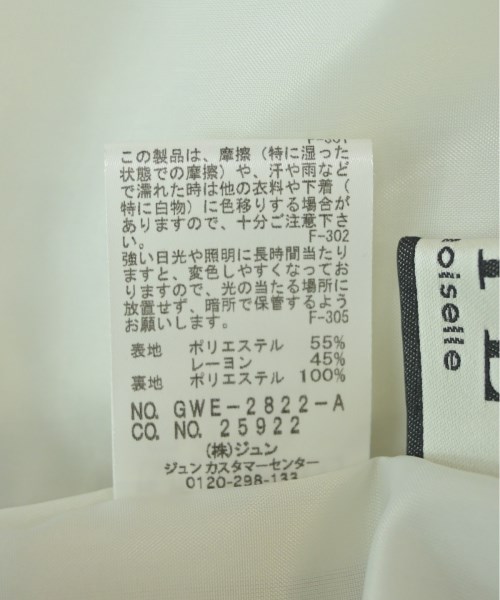 この製品は、摩擦（特に湿った
状態での摩擦）や、汗や雨など
で濡れた時は他の衣料や下着（
特に白物）に色移りする場合が
ありますので、十分ご注意下さ
い。 F-302
強い日光や照明に長時間当たり
ますと、変色しやすくなってお
りますので、光の当たる場所に
放置せず、暗所で保管するよう
お願いします。 F-305
表地 ポリエステル 55%
レーヨン 45%
裏地 ポリエステル 100%
NO. GWE-2822-A
CO. NO. 25922
(株)ジュン
ジュン カスタマーセンター
0120-298-133
oiselle